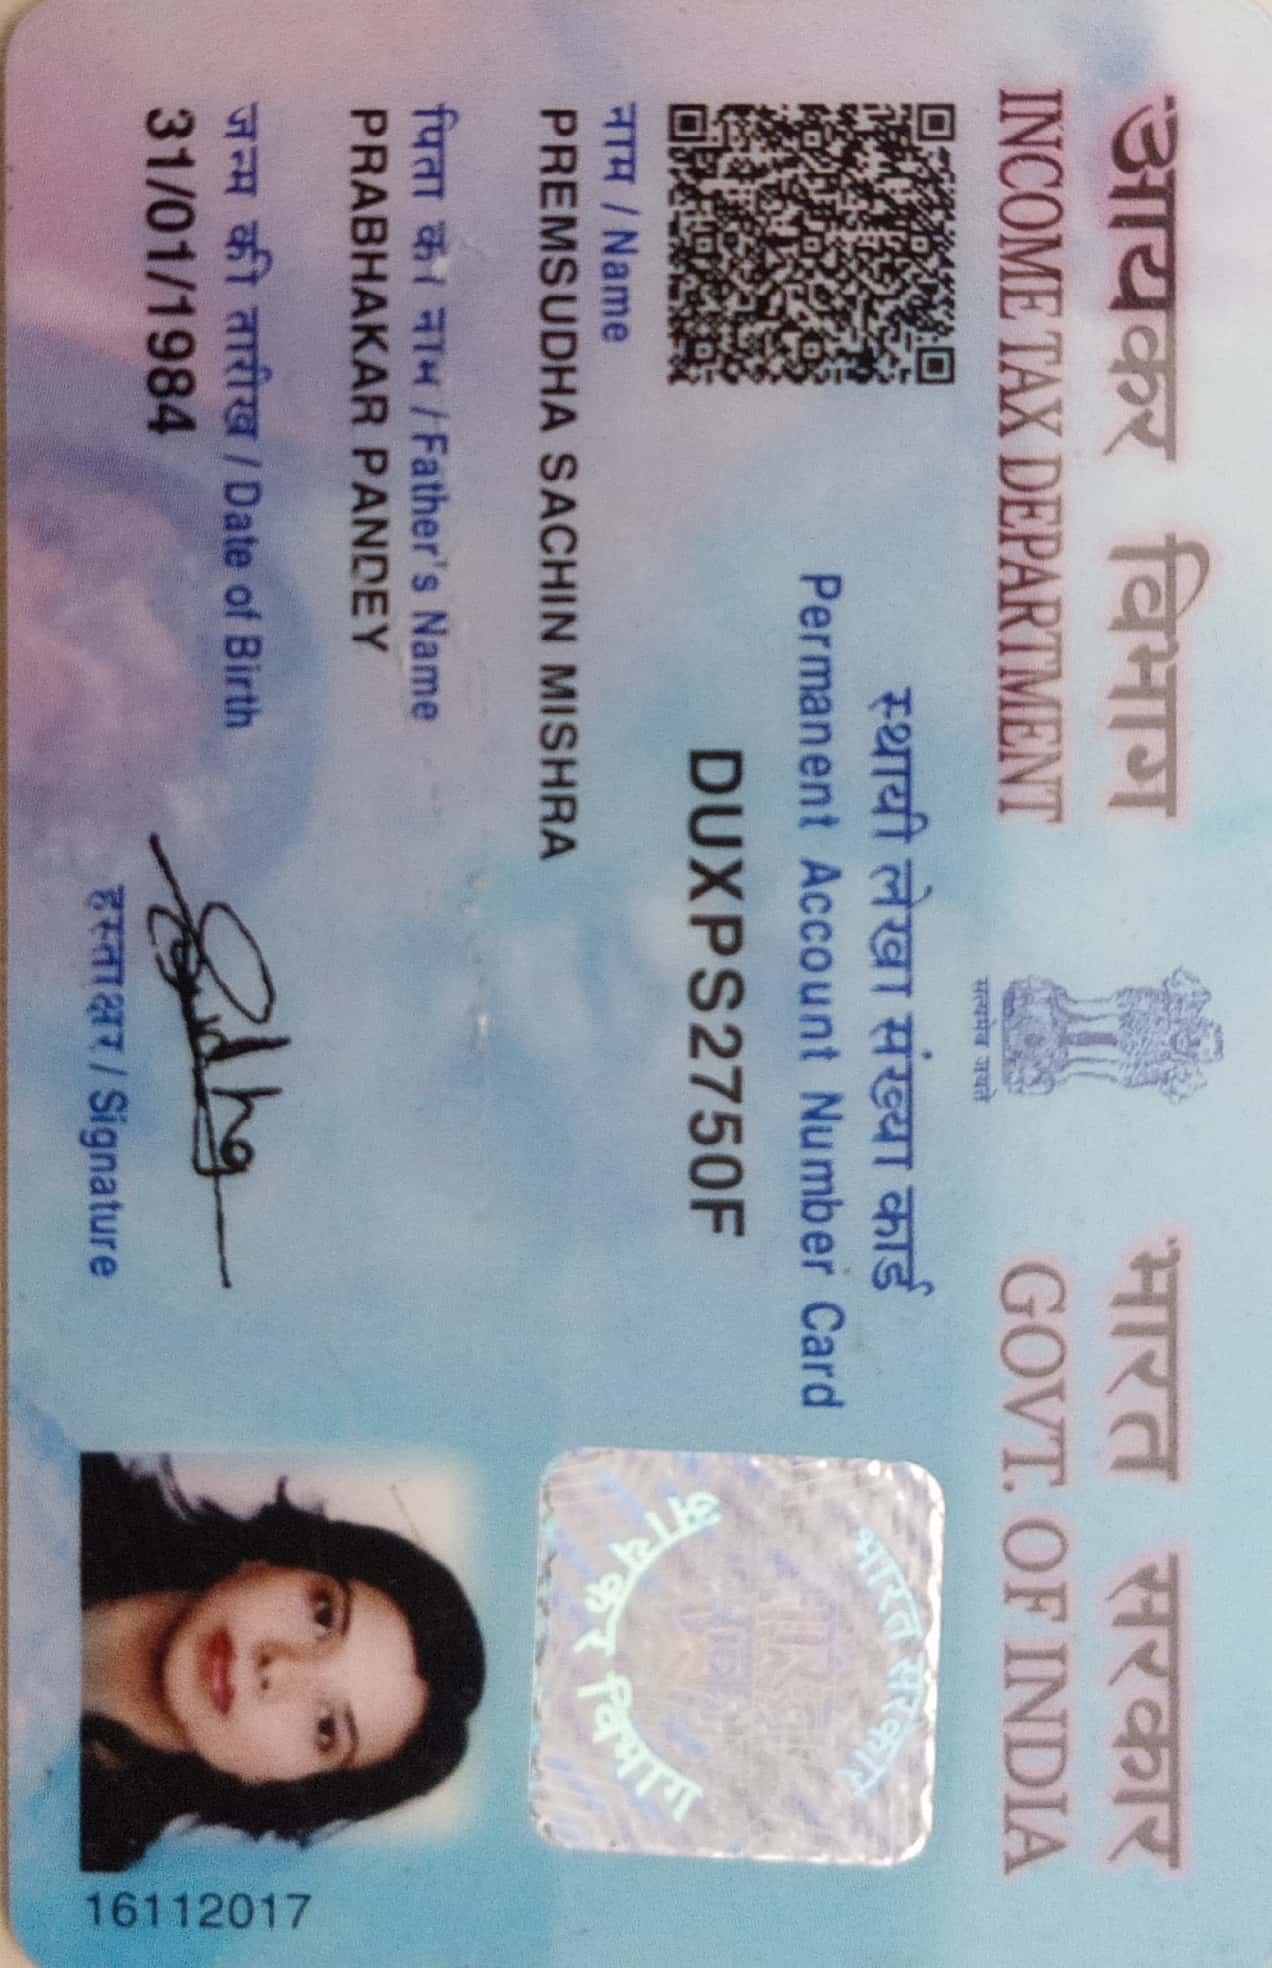 आयकर विभाग
INCOME TAX DEPARTMENT
सत्यमेव जयते
भारत सरकार
GOVT. OF INDIA
स्थायी लेखा संख्या कार्ड
Permanent Account Number Card
DUXPS2750F
नाम / Name
PREMSUDHA SACHIN MISHRA
पिता का नाम / Father's Name
PRABHAKAR PANDEY
जन्म की तारीख / Date of Birth
31/01/1984
Sudha
हस्ताक्षर / Signature
भारत सरकार
आयकर विभाग
16112017